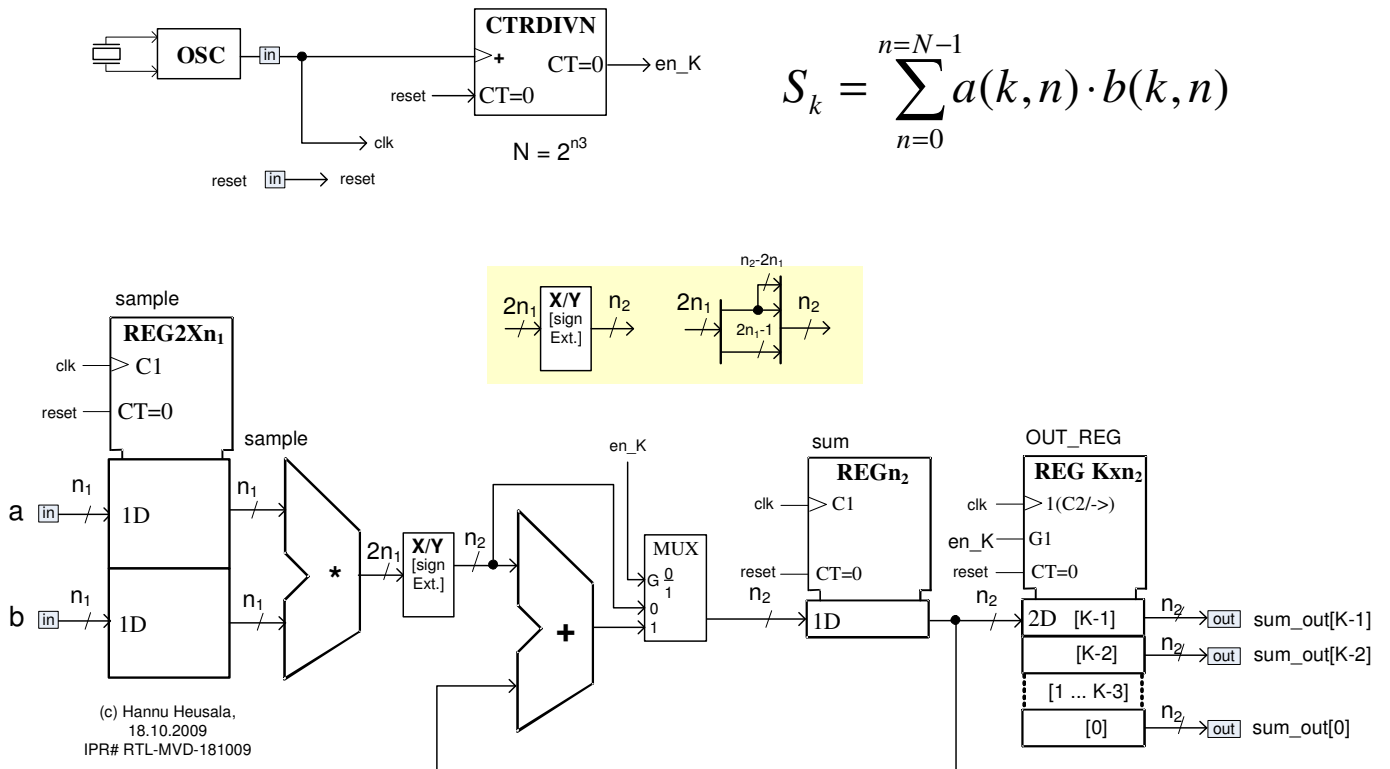 CTRDIVN
OSC
in
+
CT=0
en_K
reset
CT=0
clk
N = 2^n3
reset
in
reset
S_k = ∑ a(k,n)·b(k,n)
n=N−1
n=0
2n₁
X/Y
[sign
Ext.]
n₂
2n₁
n₂-2n₁
2n₁-1
n₂
sample
REG2Xn₁
clk
C1
reset
CT=0
sample
a
in
n₁
1D
n₁
b
in
n₁
1D
n₁
*
2n₁
X/Y
[sign
Ext.]
n₂
+
en_K
MUX
G 0/1
0
1
n₂
sum
REGn₂
clk
C1
reset
CT=0
1D
n₂
OUT_REG
REG Kxn₂
clk
1(C2/->)
en_K
G1
reset
CT=0
2D [K-1]
n₂
out
sum_out[K-1]
[K-2]
n₂
out
sum_out[K-2]
[1 ... K-3]
[0]
n₂
out
sum_out[0]
(c) Hannu Heusala,
18.10.2009
IPR# RTL-MVD-181009